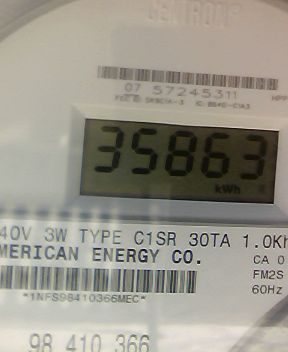 CENTRON®
07 57245311
35863
kWh
40V 3W TYPE C1SR 30TA 1.0Kh
MERICAN ENERGY CO.
CA 0
FM2S
60Hz
*1NFS98410366MEC*
98 410 366